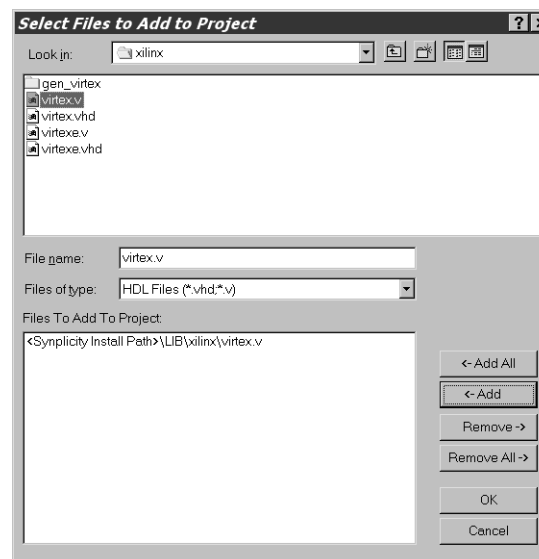 Select Files to Add to Project
?
Look in:
xilinx
gen_virtex
virtex.v
virtex.vhd
virtexe.v
virtexe.vhd
File name:
virtex.v
Files of type:
HDL Files (*.vhd;*.v)
Files To Add To Project:
<Synplicity Install Path>\LIB\xilinx\virtex.v
<- Add All
<- Add
Remove ->
Remove All ->
OK
Cancel